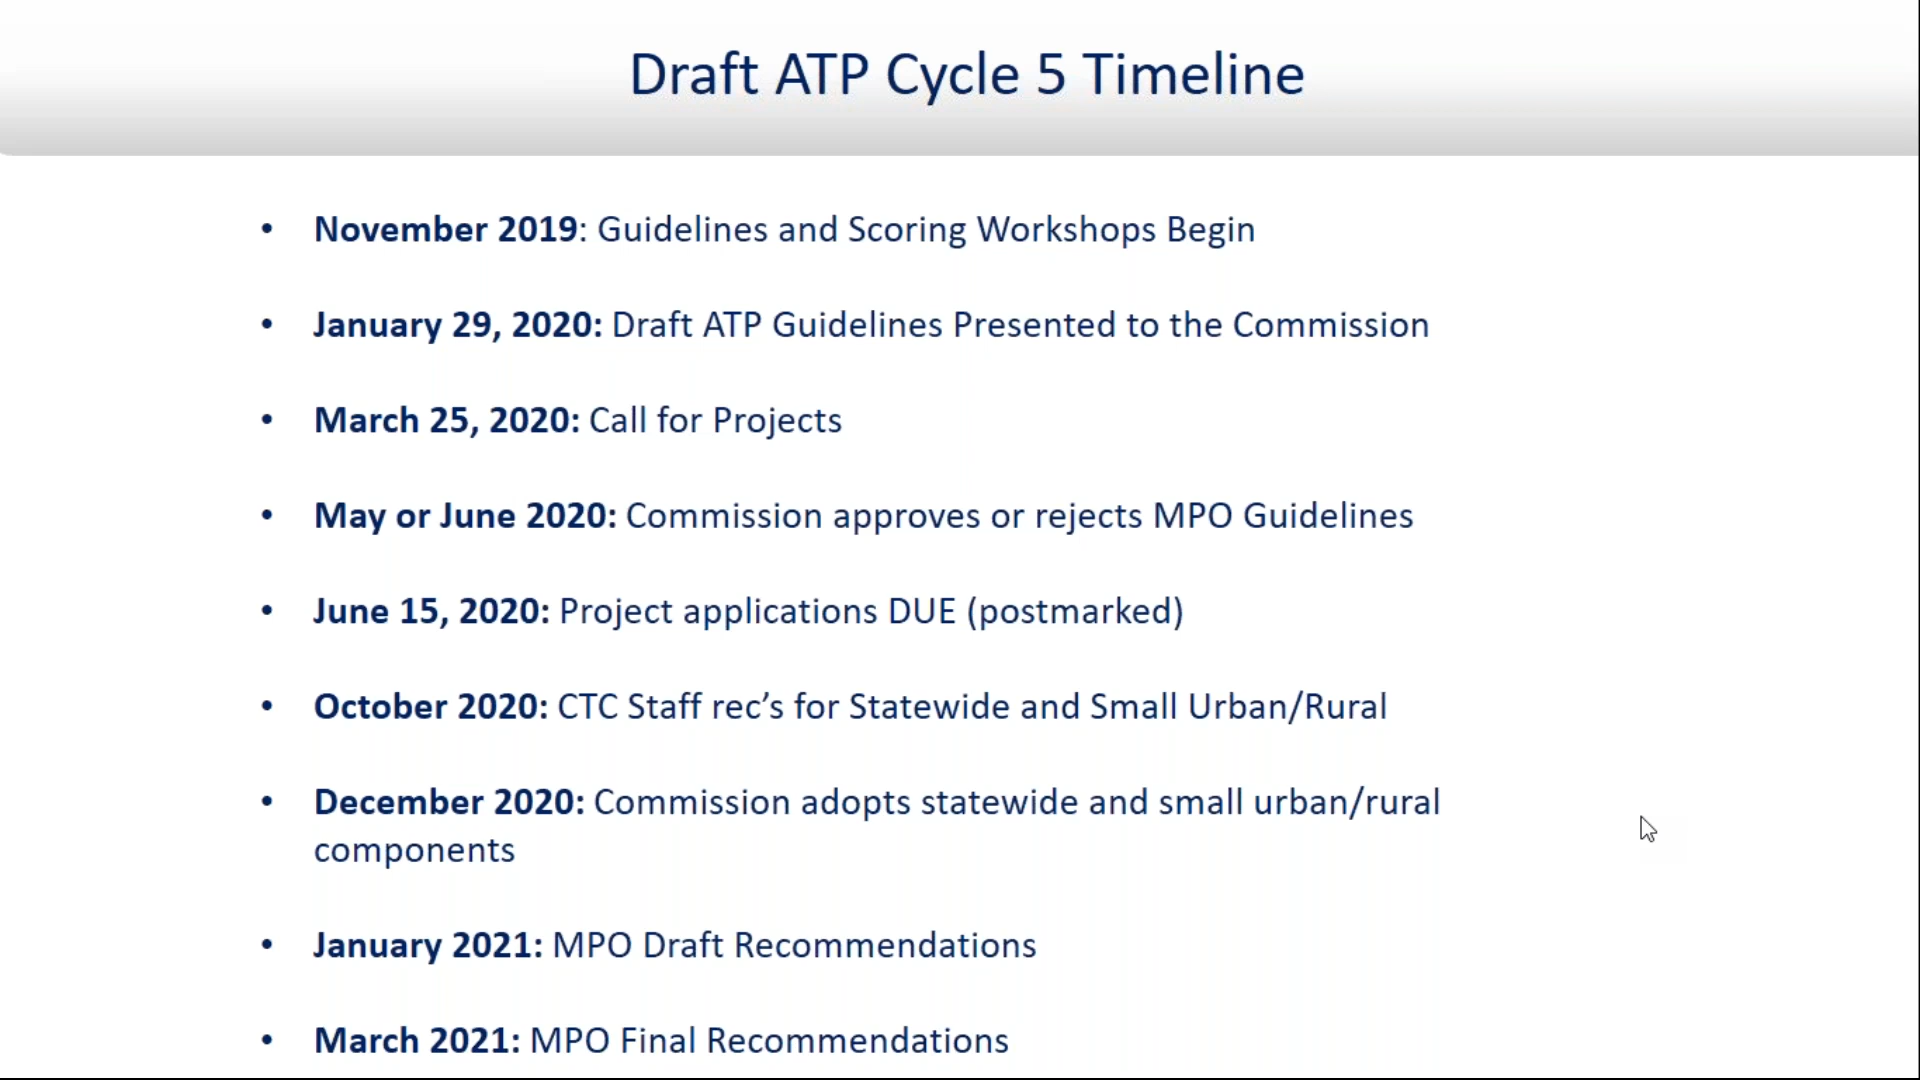 Draft ATP Cycle 5 Timeline
• November 2019: Guidelines and Scoring Workshops Begin
• January 29, 2020: Draft ATP Guidelines Presented to the Commission
• March 25, 2020: Call for Projects
• May or June 2020: Commission approves or rejects MPO Guidelines
• June 15, 2020: Project applications DUE (postmarked)
• October 2020: CTC Staff rec’s for Statewide and Small Urban/Rural
• December 2020: Commission adopts statewide and small urban/rural
components
• January 2021: MPO Draft Recommendations
• March 2021: MPO Final Recommendations